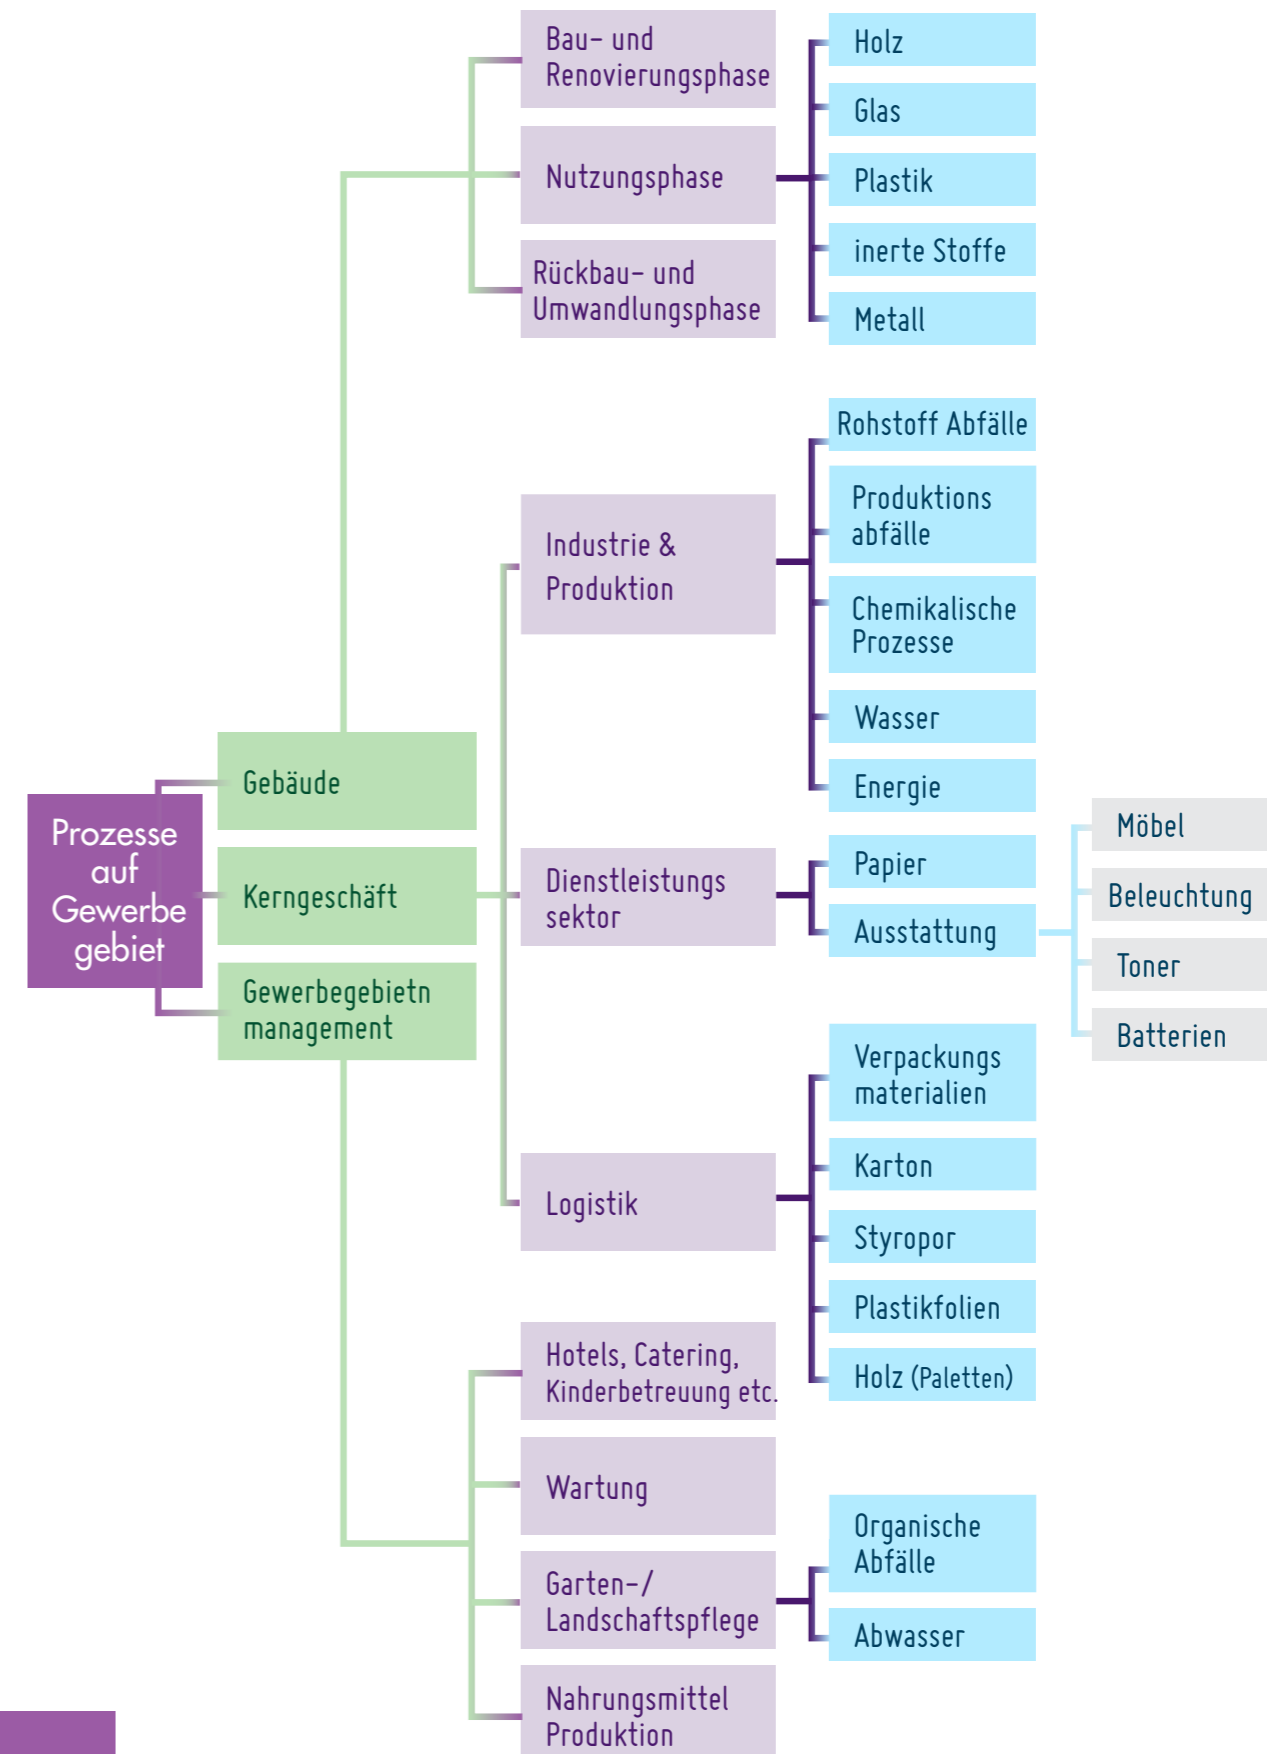 Prozesse
auf
Gewerbe
gebiet
Gebäude
Kerngeschäft
Gewerbegebietn
management
Bau- und
Renovierungsphase
Nutzungsphase
Rückbau- und
Umwandlungsphase
Holz
Glas
Plastik
inerte Stoffe
Metall
Industrie &
Produktion
Rohstoff Abfälle
Produktions
abfälle
Chemikalische
Prozesse
Wasser
Energie
Dienstleistungs
sektor
Papier
Ausstattung
Möbel
Beleuchtung
Toner
Batterien
Logistik
Verpackungs
materialien
Karton
Styropor
Plastikfolien
Holz (Paletten)
Hotels, Catering,
Kinderbetreuung etc.
Wartung
Garten-/
Landschaftspflege
Organische
Abfälle
Abwasser
Nahrungsmittel
Produktion